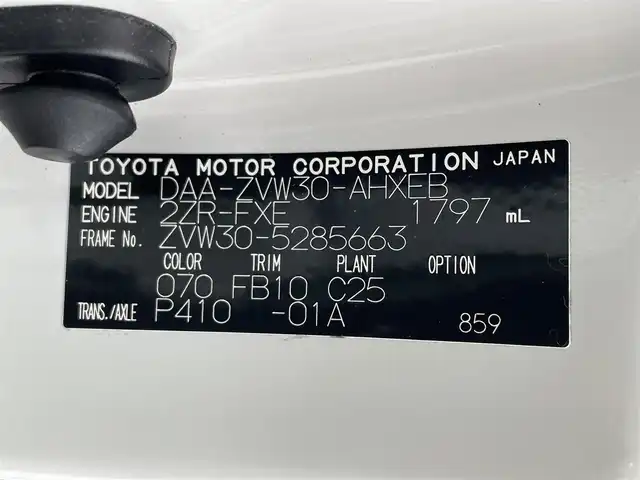 TOYOTA MOTOR CORPORATION JAPAN
MODEL DAA-ZVW30-AHXEB
ENGINE 2ZR-FXE 1797 mL
FRAME No. ZVW30-5285663
COLOR TRIM PLANT OPTION
070 FB10 C25
TRANS./AXLE P410 -01A 859